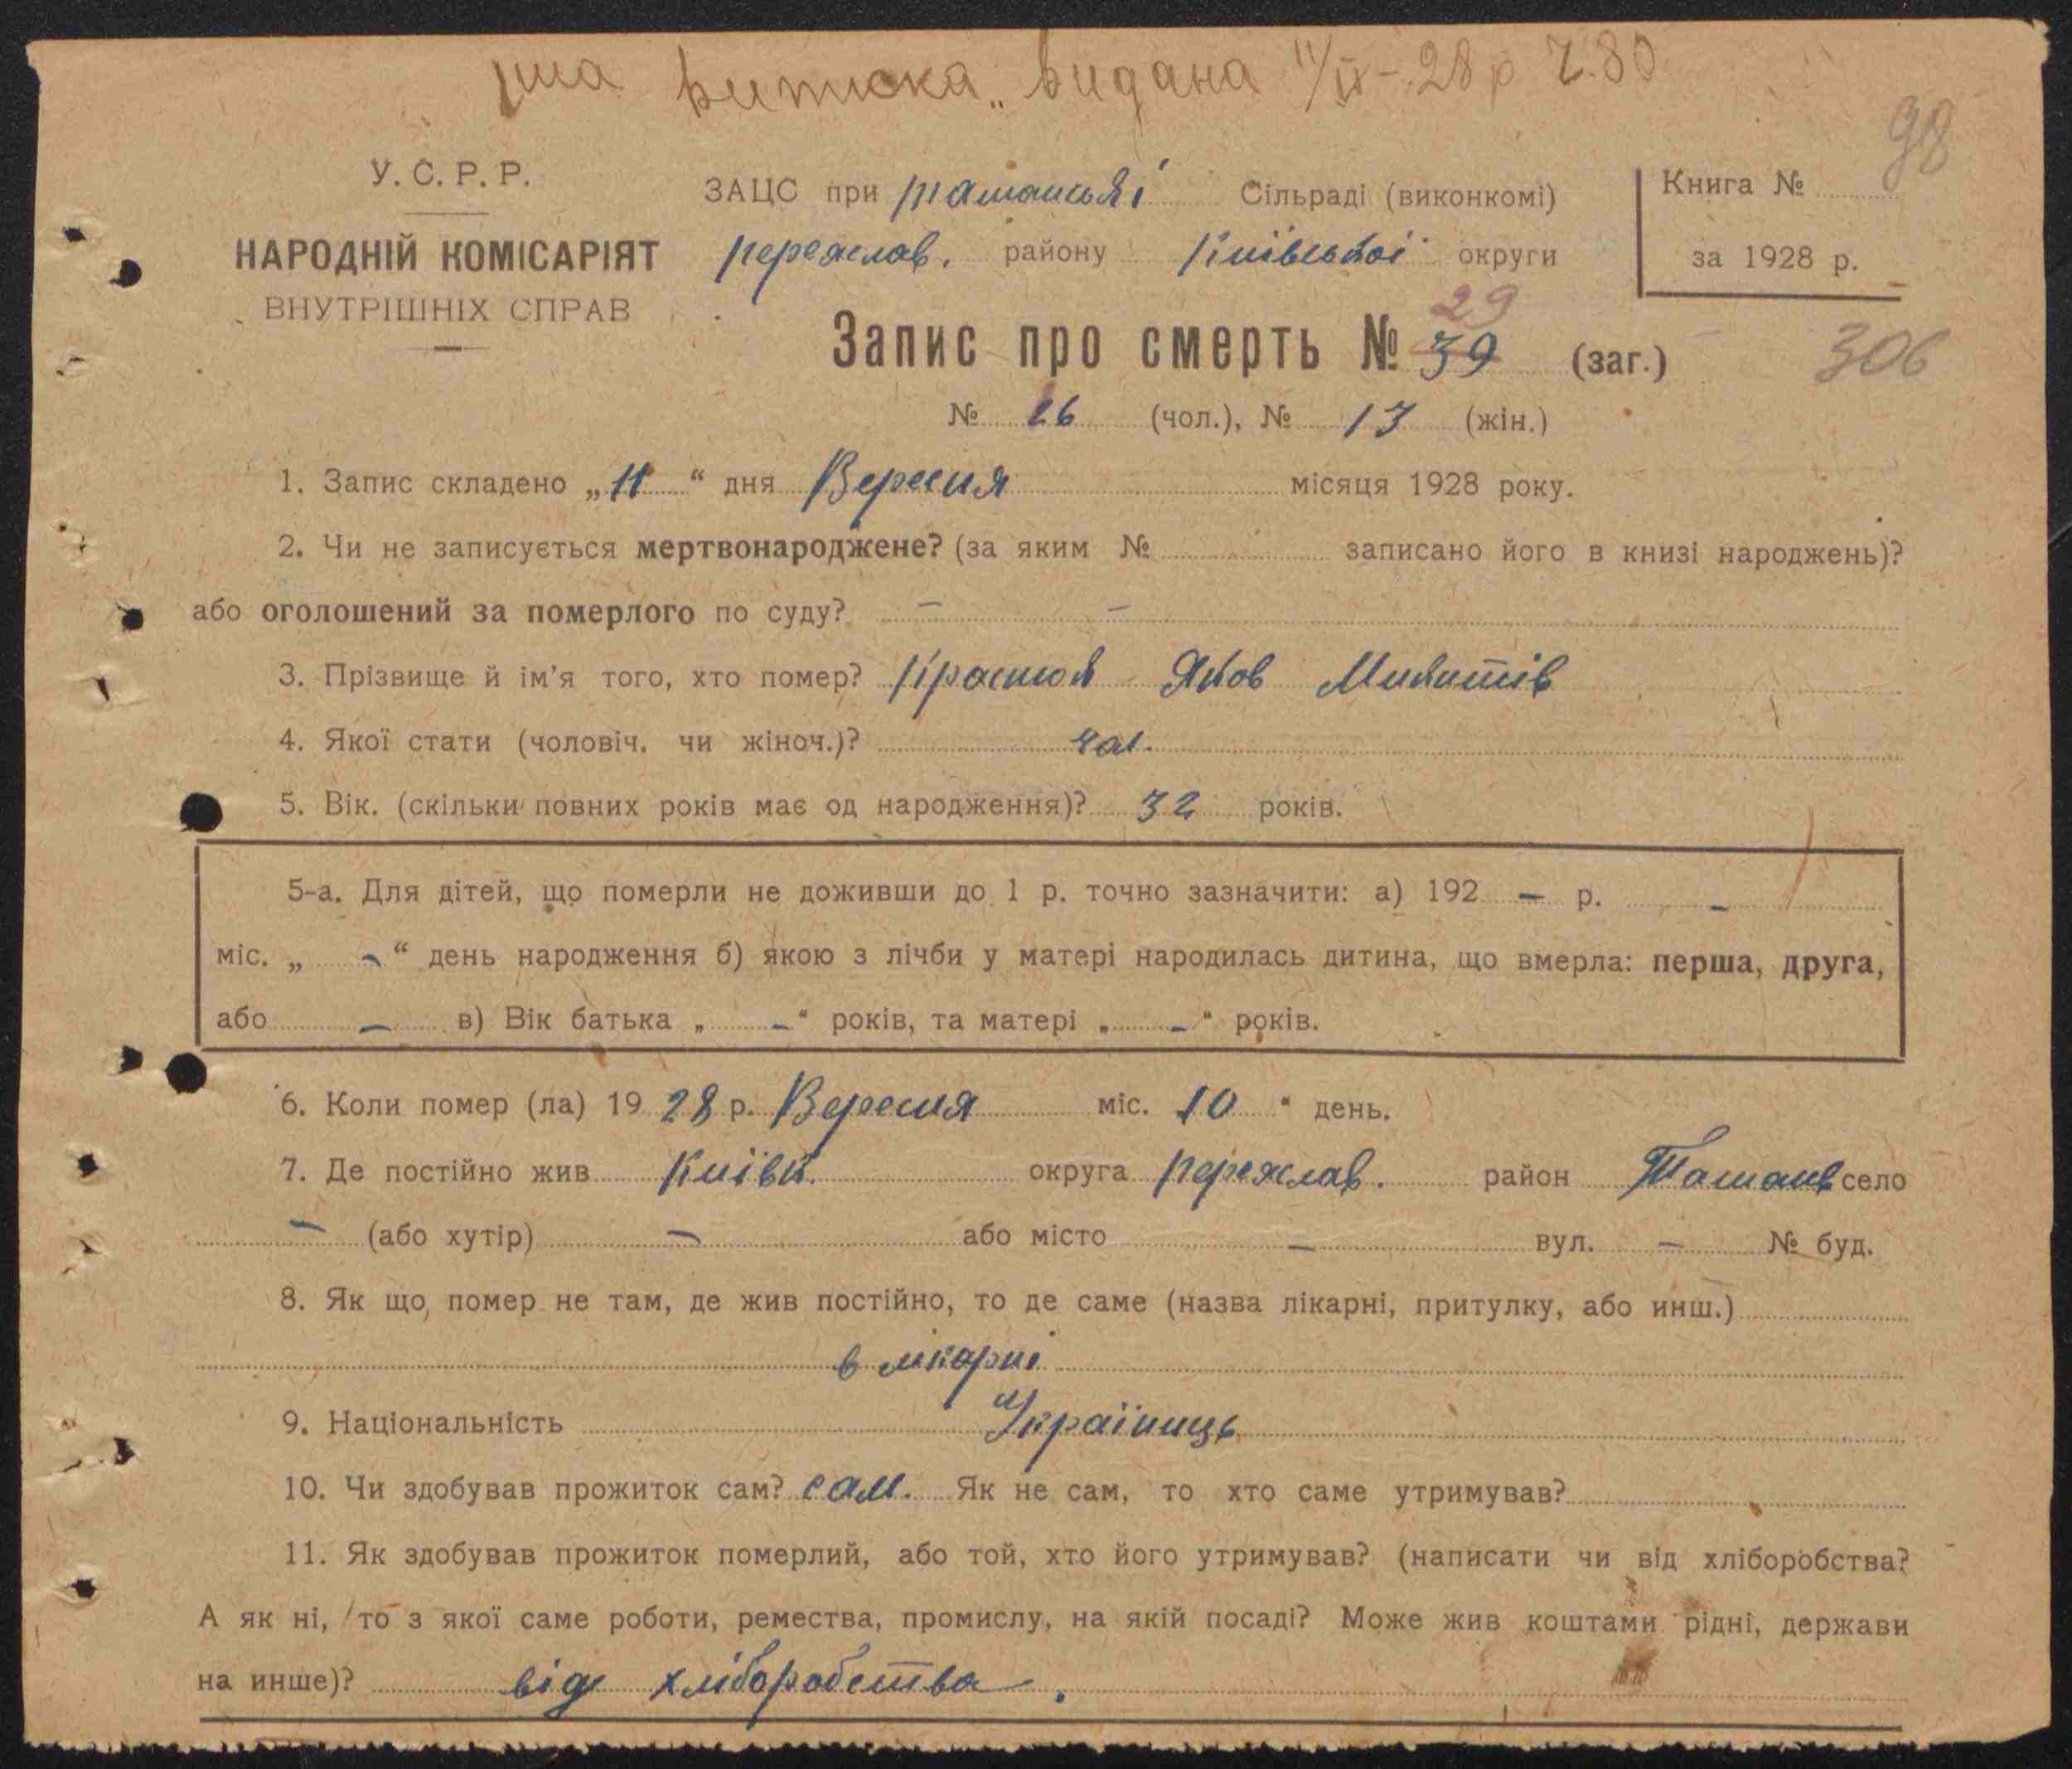 1ша виписка видана 11/IX-28 р Ч.80
98
У. С. Р. Р.
НАРОДНІЙ КОМІСАРІЯТ
ВНУТРІШНІХ СПРАВ
ЗАЦС при Ташанській Сільраді (виконкомі)
Переяслав. району Київської округи
Книга №
за 1928 р.
29
Запис про смерть № 39 (заг.)
306
№ 26 (чол.), № 13 (жін.)
1. Запис складено „11“ дня Вересня місяця 1928 року.
2. Чи не записується мертвонароджене? (за яким № записано його в книзі народжень)?
або оголошений за померлого по суду? — —
3. Прізвище й ім’я того, хто помер? Краснюк Яков Микитів
4. Якої стати (чоловіч. чи жіноч.)? чол.
5. Вік. (скільки повних років має од народження)? 32 років.
5-а. Для дітей, що померли не доживши до 1 р. точно зазначити: а) 192 — р. —
міс. „ — “ день народження б) якою з лічби у матері народилась дитина, що вмерла: перша, друга,
або — в) Вік батька „ — “ років, та матері „ — “ років.
6. Коли помер (ла) 19 28 р. Вересня міс. 10 “ день.
7. Де постійно жив Київськ. округа Переяслав. район Ташань село
— (або хутір) — або місто — вул. — № буд.
8. Як що помер не там, де жив постійно, то де саме (назва лікарні, притулку, або инш.)
в лікарні
9. Національність Українець
10. Чи здобував прожиток сам? сам. Як не сам, то хто саме утримував?
11. Як здобував прожиток померлий, або той, хто його утримував? (написати чи від хліборобства?
А як ні, то з якої саме роботи, ремества, промислу, на якій посаді? Може жив коштами рідні, держави
на инше)? від хліборобства.